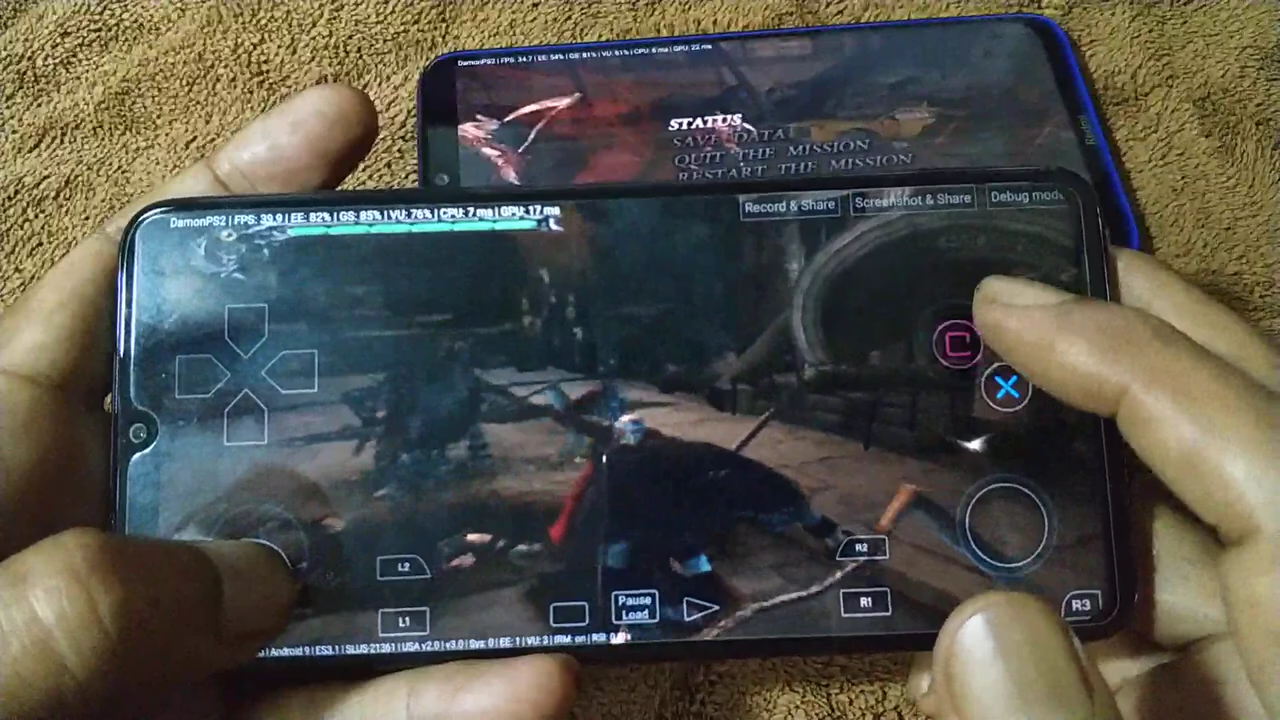 DamonPS2 | FPS: 34.7 | EE: 54% | GS: 81% | VU: 61% | CPU: 6 ms | GPU: 22 ms
STATUS
SAVE DATA
QUIT THE MISSION
RESTART THE MISSION
Redmi
DamonPS2 | FPS: 39.9 | EE: 82% | GS: 85% | VU: 76% | CPU: 7 ms | GPU: 17 ms
Record & Share
Screenshot & Share
Debug mode
L2
R2
L1
Pause
Load
R1
R3
| Android 9 | ES3.1 | SLUS-21361 | USA v2.0 | v3.0 | Sys: 0 | EE: 1 | VU: 3 | IRM: on | RSI: